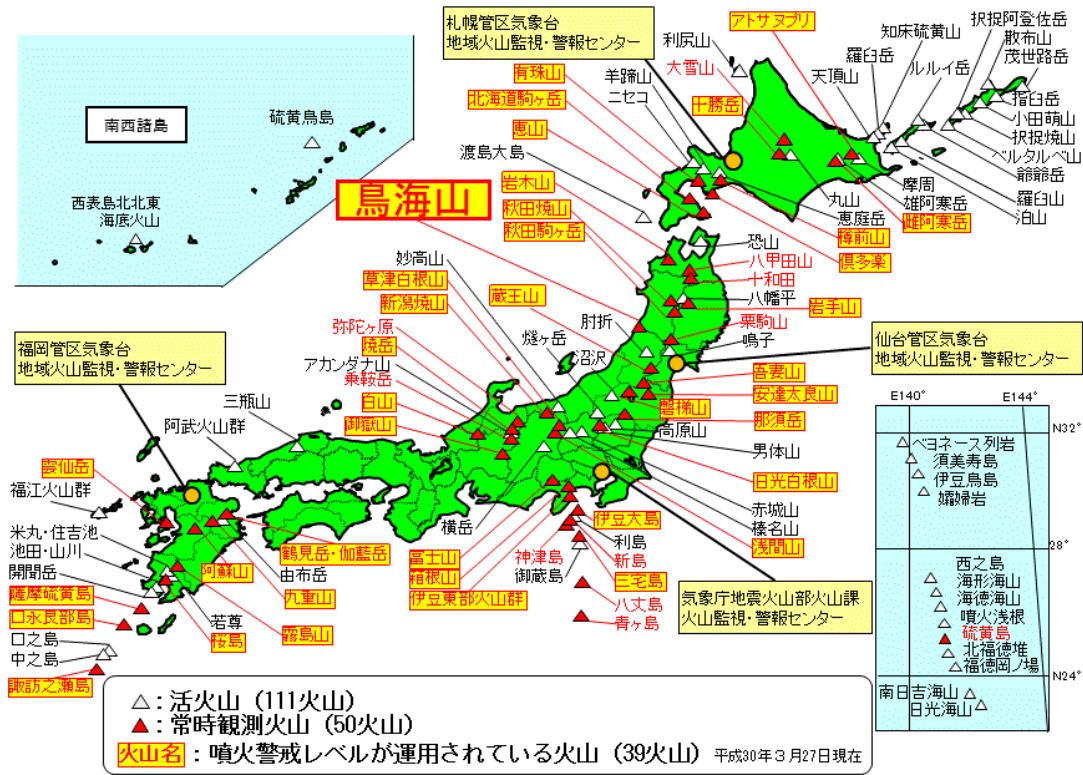 札幌管区気象台
地域火山監視・警報センター
アトサヌプリ
利尻山
大雪山
十勝岳
有珠山
北海道駒ヶ岳
恵山
羊蹄山
ニセコ
渡島大島
天頂山
羅臼岳
知床硫黄山
ルルイ岳
択捉阿登佐岳
散布山
茂世路岳
指臼岳
小田萌山
択捉焼山
ベルタルベ山
爺爺岳
羅臼山
泊山
摩周
雄阿寒岳
雌阿寒岳
丸山
恵庭岳
樽前山
倶多楽
南西諸島
硫黄鳥島
西表島北北東
海底火山
鳥海山
岩木山
秋田焼山
秋田駒ヶ岳
恐山
八甲田山
十和田
八幡平
岩手山
栗駒山
鳴子
妙高山
草津白根山
新潟焼山
弥陀ヶ原
焼岳
アカンダナ山
乗鞍岳
白山
御嶽山
蔵王山
肘折
燧ヶ岳
沼沢
仙台管区気象台
地域火山監視・警報センター
吾妻山
安達太良山
磐梯山
那須岳
高原山
男体山
日光白根山
赤城山
榛名山
浅間山
福岡管区気象台
地域火山監視・警報センター
三瓶山
阿武火山群
雲仙岳
福江火山群
米丸・住吉池
池田・山川
開聞岳
薩摩硫黄島
口永良部島
口之島
中之島
諏訪之瀬島
鶴見岳・伽藍岳
由布岳
阿蘇山
九重山
若尊
桜島
霧島山
横岳
富士山
箱根山
伊豆東部火山群
伊豆大島
利島
新島
神津島
御蔵島
三宅島
八丈島
青ヶ島
気象庁地震火山部火山課
火山監視・警報センター
E140°
E144°
N32°
ベヨネース列岩
須美寿島
伊豆鳥島
孀婦岩
28°
西之島
海形海山
海徳海山
噴火浅根
硫黄島
北福徳堆
福徳岡ノ場
N24°
南日吉海山
日光海山
△：活火山（111火山）
▲：常時観測火山（50火山）
火山名：噴火警戒レベルが運用されている火山（39火山） 平成30年３月27日現在